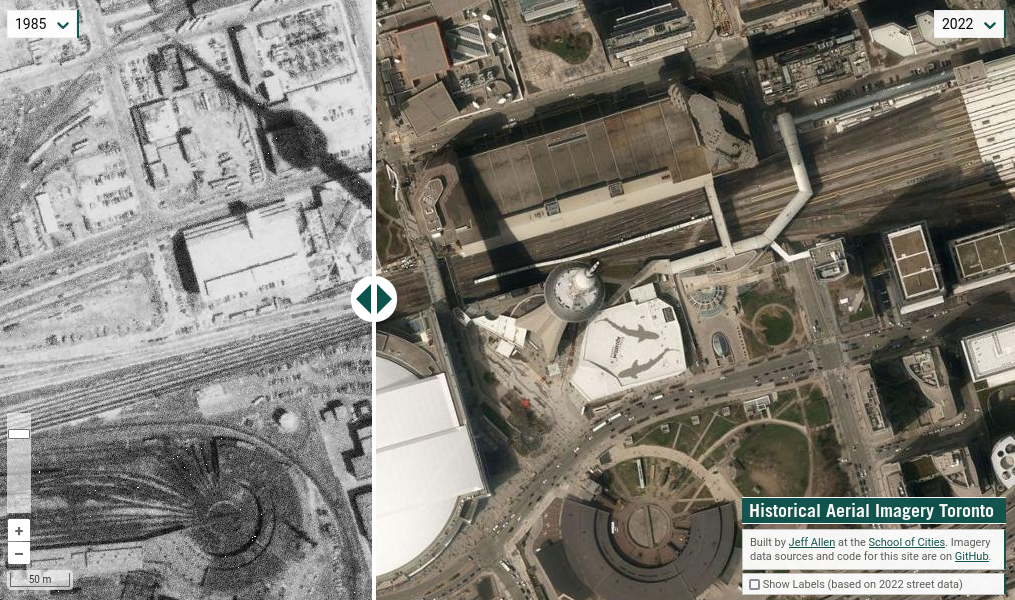 1985
2022
+
−
50 m
Historical Aerial Imagery Toronto
Built by Jeff Allen at the School of Cities. Imagery
data sources and code for this site are on GitHub.
Show Labels (based on 2022 street data)